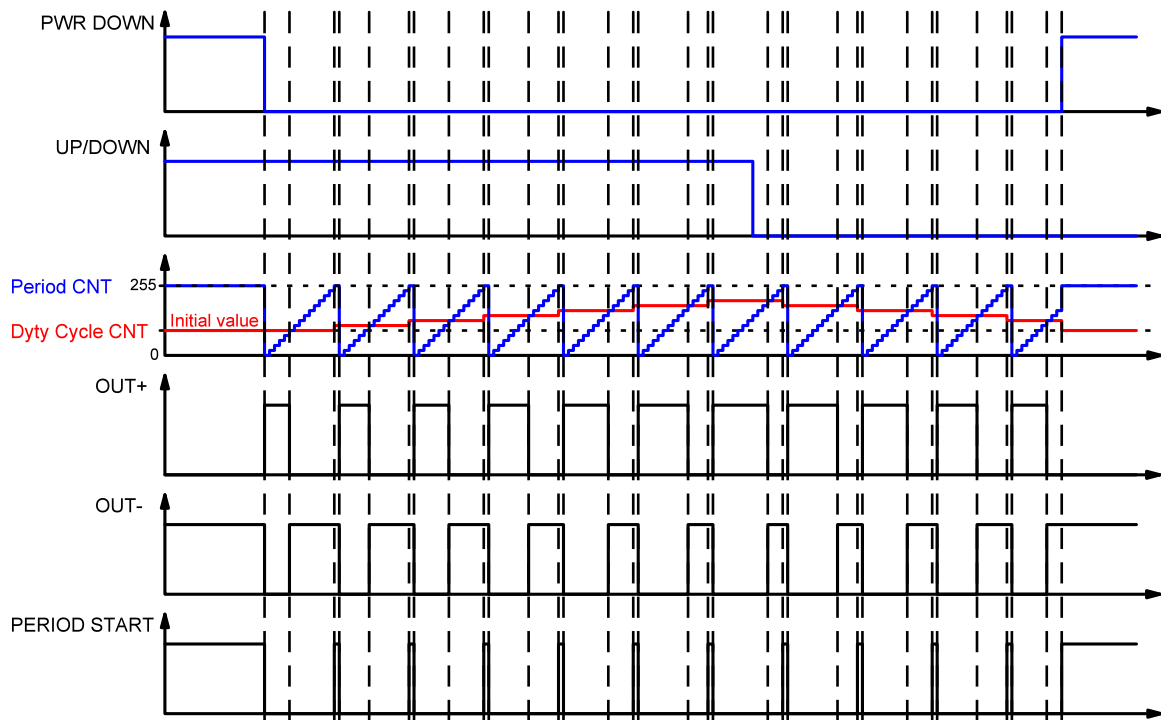 PWR DOWN
UP/DOWN
Period CNT
255
Initial value
Dyty Cycle CNT
0
OUT+
OUT-
PERIOD START